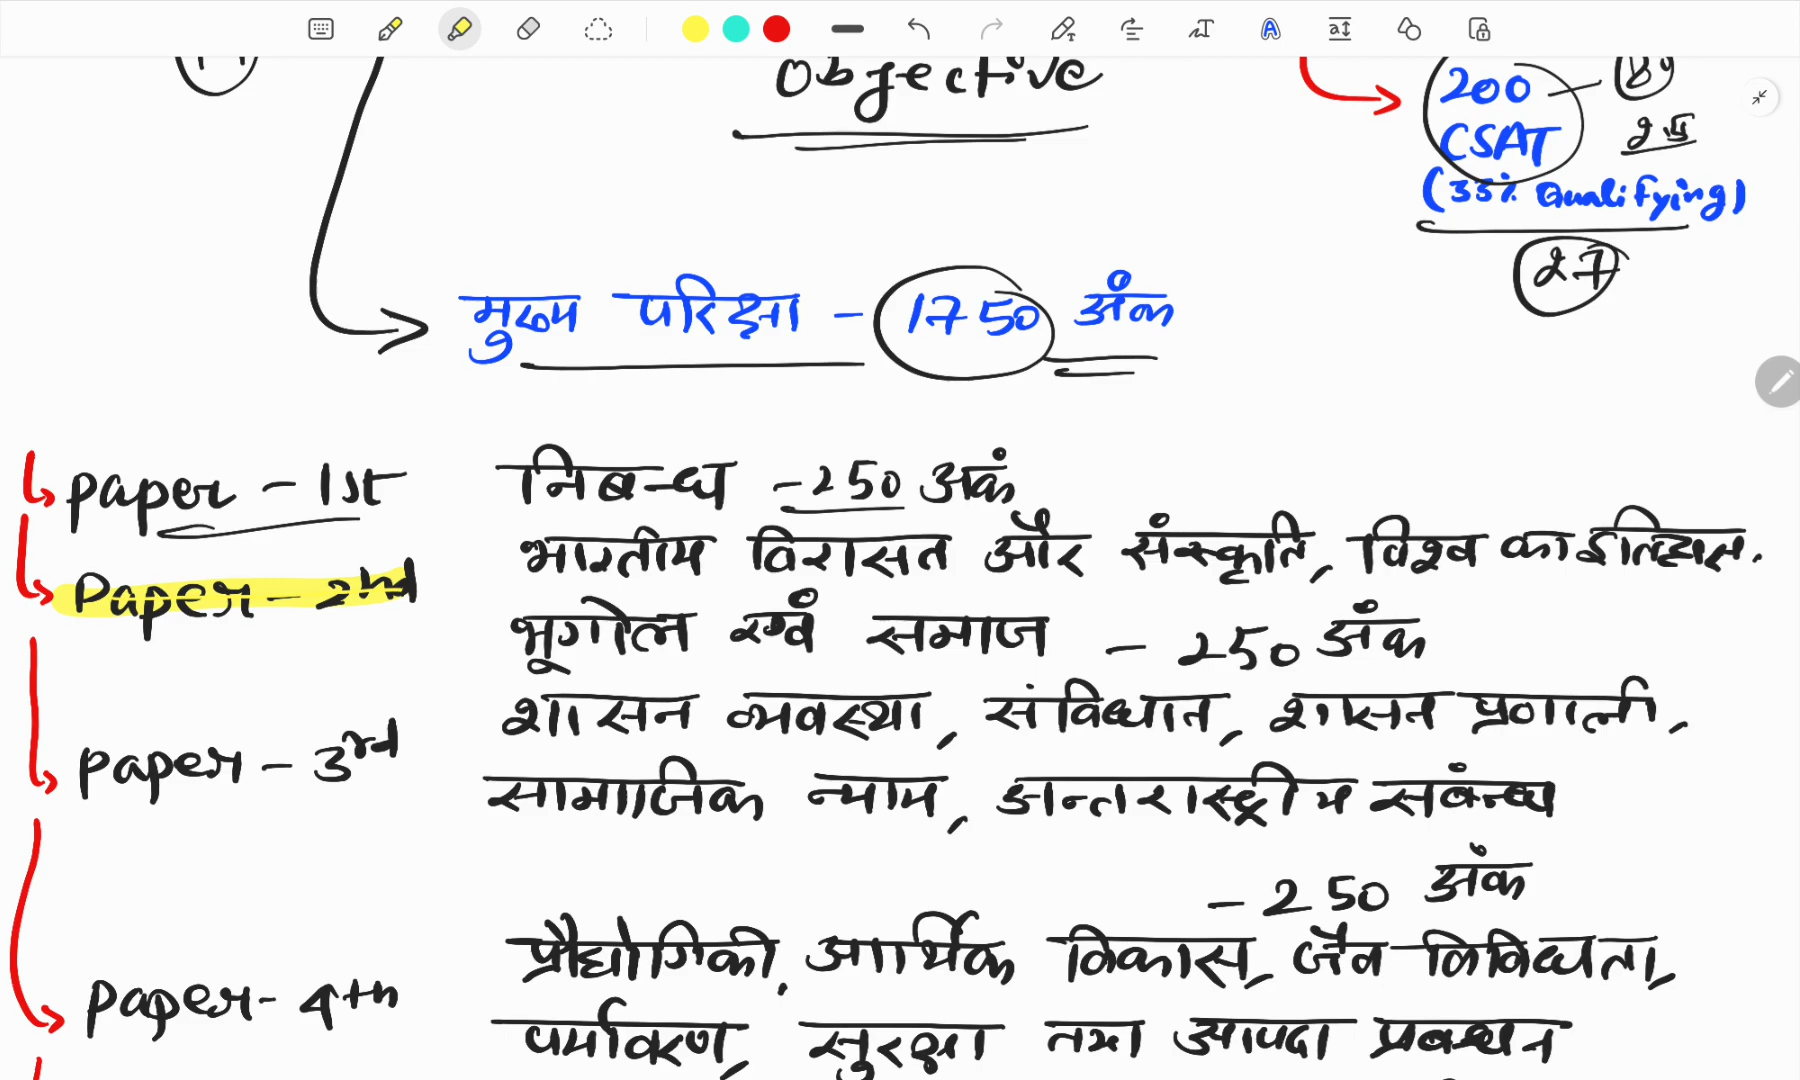 objective
200
CSAT
(33% Qualifying)
27
मुख्य परिक्षा - 1750 अंक
paper - 1st निबन्ध - 250 अंक
Paper - 2nd भारतीय विरासत और संस्कृति, विश्व का इतिहास.
भूगोल एवं समाज - 250 अंक
paper - 3rd शासन व्यवस्था, संविधान, शासन प्रणाली,
सामाजिक न्याय, अन्तराष्ट्रीय संबन्ध
- 250 अंक
paper - 4th प्रौद्योगिकी, आर्थिक विकास, जैव-विविधता,
पर्यावरण, सुरक्षा तथा आपदा प्रबन्धन